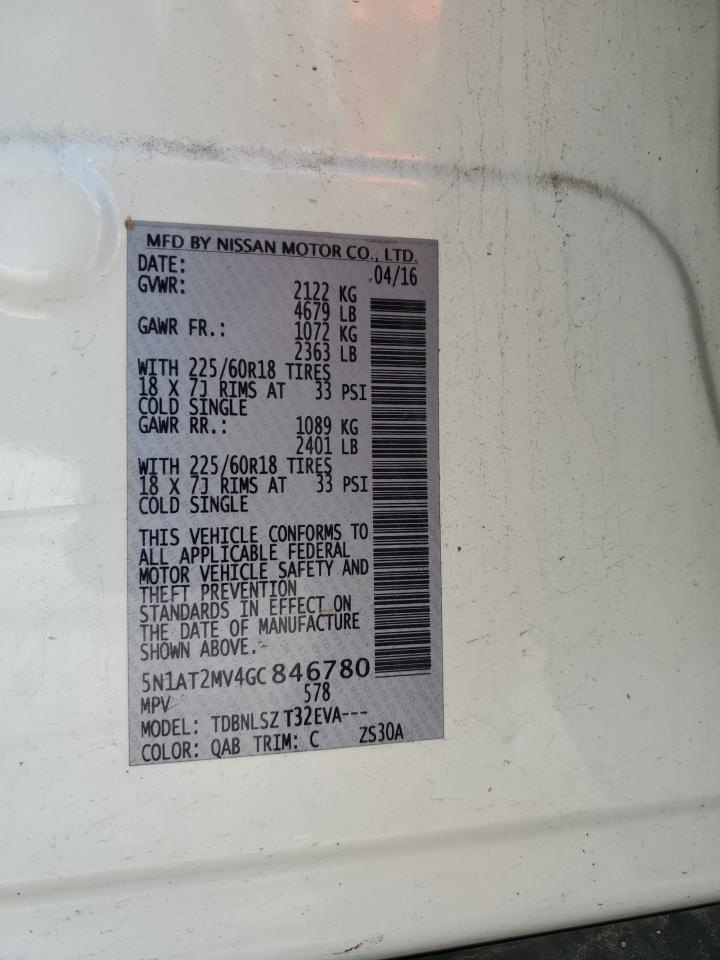 MFD BY NISSAN MOTOR CO., LTD.
DATE: 04/16
GVWR: 2122 KG
4679 LB
GAWR FR.: 1072 KG
2363 LB
WITH 225/60R18 TIRES
18 X 7J RIMS AT 33 PSI
COLD SINGLE
GAWR RR.: 1089 KG
2401 LB
WITH 225/60R18 TIRES
18 X 7J RIMS AT 33 PSI
COLD SINGLE
THIS VEHICLE CONFORMS TO
ALL APPLICABLE FEDERAL
MOTOR VEHICLE SAFETY AND
THEFT PREVENTION
STANDARDS IN EFFECT ON
THE DATE OF MANUFACTURE
SHOWN ABOVE.
5N1AT2MV4GC846780
MPV 578
MODEL: TDBNLSZ T32EVA---
COLOR: QAB TRIM: C ZS30A